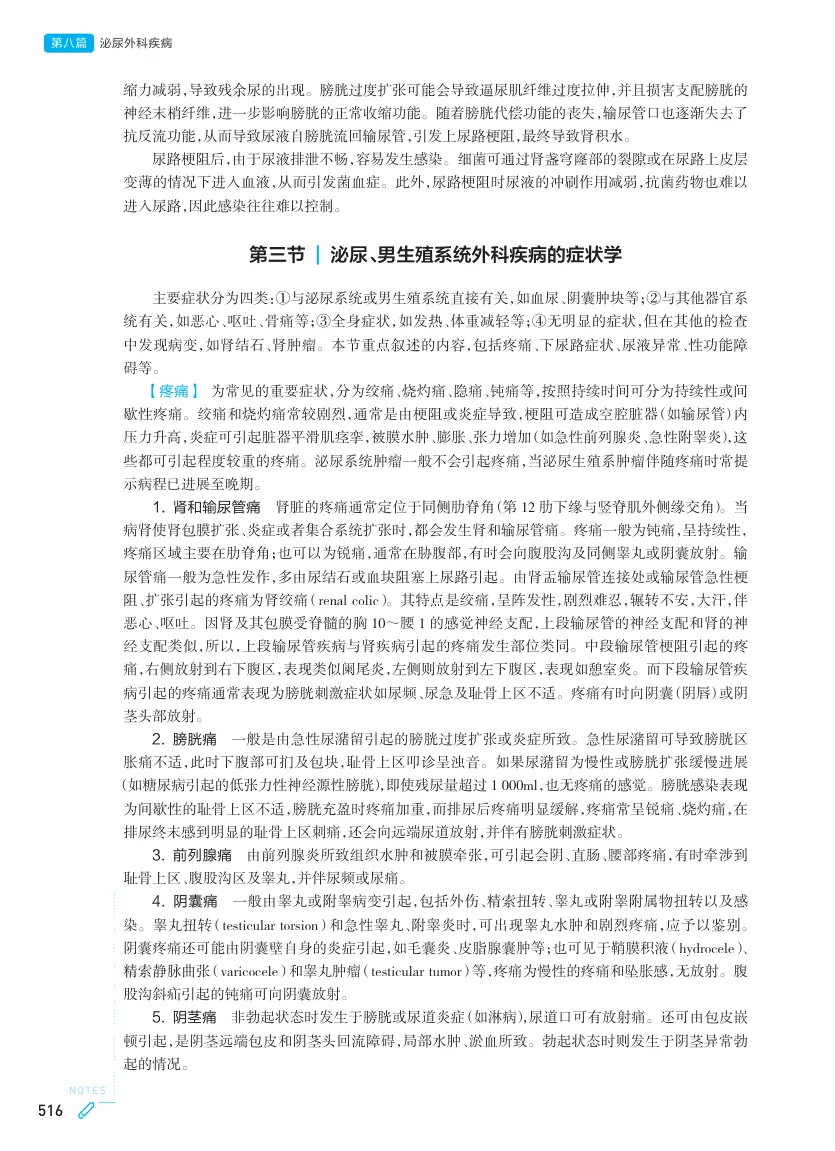 第八篇 泌尿外科疾病
缩力减弱,导致残余尿的出现。膀胱过度扩张可能会导致逼尿肌纤维过度拉伸,并且损害支配膀胱的
神经末梢纤维,进一步影响膀胱的正常收缩功能。随着膀胱代偿功能的丧失,输尿管口也逐渐失去了
抗反流功能,从而导致尿液自膀胱流回输尿管,引发上尿路梗阻,最终导致肾积水。
尿路梗阻后,由于尿液排泄不畅,容易发生感染。细菌可通过肾盏穹窿部的裂隙或在尿路上皮层
变薄的情况下进入血液,从而引发菌血症。此外,尿路梗阻时尿液的冲刷作用减弱,抗菌药物也难以
进入尿路,因此感染往往难以控制。
第三节 | 泌尿、男生殖系统外科疾病的症状学
主要症状分为四类:①与泌尿系统或男生殖系统直接有关,如血尿、阴囊肿块等;②与其他器官系
统有关,如恶心、呕吐、骨痛等;③全身症状,如发热、体重减轻等;④无明显的症状,但在其他的检查
中发现病变,如肾结石、肾肿瘤。本节重点叙述的内容,包括疼痛、下尿路症状、尿液异常、性功能障
碍等。
【疼痛】 为常见的重要症状,分为绞痛、烧灼痛、隐痛、钝痛等,按照持续时间可分为持续性或间
歇性疼痛。绞痛和烧灼痛常较剧烈,通常是由梗阻或炎症导致,梗阻可造成空腔脏器(如输尿管)内
压力升高,炎症可引起脏器平滑肌痉挛,被膜水肿、膨胀、张力增加(如急性前列腺炎、急性附睾炎),这
些都可引起程度较重的疼痛。泌尿系统肿瘤一般不会引起疼痛,当泌尿生殖系肿瘤伴随疼痛时常提
示病程已进展至晚期。
1. 肾和输尿管痛 肾脏的疼痛通常定位于同侧肋脊角(第 12 肋下缘与竖脊肌外侧缘交角)。当
病肾使肾包膜扩张、炎症或者集合系统扩张时,都会发生肾和输尿管痛。疼痛一般为钝痛,呈持续性,
疼痛区域主要在肋脊角;也可以为锐痛,通常在胁腹部,有时会向腹股沟及同侧睾丸或阴囊放射。输
尿管痛一般为急性发作,多由尿结石或血块阻塞上尿路引起。由肾盂输尿管连接处或输尿管急性梗
阻、扩张引起的疼痛为肾绞痛(renal colic)。其特点是绞痛,呈阵发性,剧烈难忍,辗转不安,大汗,伴
恶心、呕吐。因肾及其包膜受脊髓的胸 10～腰 1 的感觉神经支配,上段输尿管的神经支配和肾的神
经支配类似,所以,上段输尿管疾病与肾疾病引起的疼痛发生部位类同。中段输尿管梗阻引起的疼
痛,右侧放射到右下腹区,表现类似阑尾炎,左侧则放射到左下腹区,表现如憩室炎。而下段输尿管疾
病引起的疼痛通常表现为膀胱刺激症状如尿频、尿急及耻骨上区不适。疼痛有时向阴囊(阴唇)或阴
茎头部放射。
2. 膀胱痛 一般是由急性尿潴留引起的膀胱过度扩张或炎症所致。急性尿潴留可导致膀胱区
胀痛不适,此时下腹部可扪及包块,耻骨上区叩诊呈浊音。如果尿潴留为慢性或膀胱扩张缓慢进展
(如糖尿病引起的低张力性神经源性膀胱),即使残尿量超过 1 000ml,也无疼痛的感觉。膀胱感染表现
为间歇性的耻骨上区不适,膀胱充盈时疼痛加重,而排尿后疼痛明显缓解,疼痛常呈锐痛、烧灼痛,在
排尿终末感到明显的耻骨上区刺痛,还会向远端尿道放射,并伴有膀胱刺激症状。
3. 前列腺痛 由前列腺炎所致组织水肿和被膜牵张,可引起会阴、直肠、腰部疼痛,有时牵涉到
耻骨上区、腹股沟区及睾丸,并伴尿频或尿痛。
4. 阴囊痛 一般由睾丸或附睾病变引起,包括外伤、精索扭转、睾丸或附睾附属物扭转以及感
染。睾丸扭转(testicular torsion)和急性睾丸、附睾炎时,可出现睾丸水肿和剧烈疼痛,应予以鉴别。
阴囊疼痛还可能由阴囊壁自身的炎症引起,如毛囊炎、皮脂腺囊肿等;也可见于鞘膜积液(hydrocele)、
精索静脉曲张(varicocele)和睾丸肿瘤(testicular tumor)等,疼痛为慢性的疼痛和坠胀感,无放射。腹
股沟斜疝引起的钝痛可向阴囊放射。
5. 阴茎痛 非勃起状态时发生于膀胱或尿道炎症(如淋病),尿道口可有放射痛。还可由包皮嵌
顿引起,是阴茎远端包皮和阴茎头回流障碍,局部水肿、淤血所致。勃起状态时则发生于阴茎异常勃
起的情况。
NOTES
516